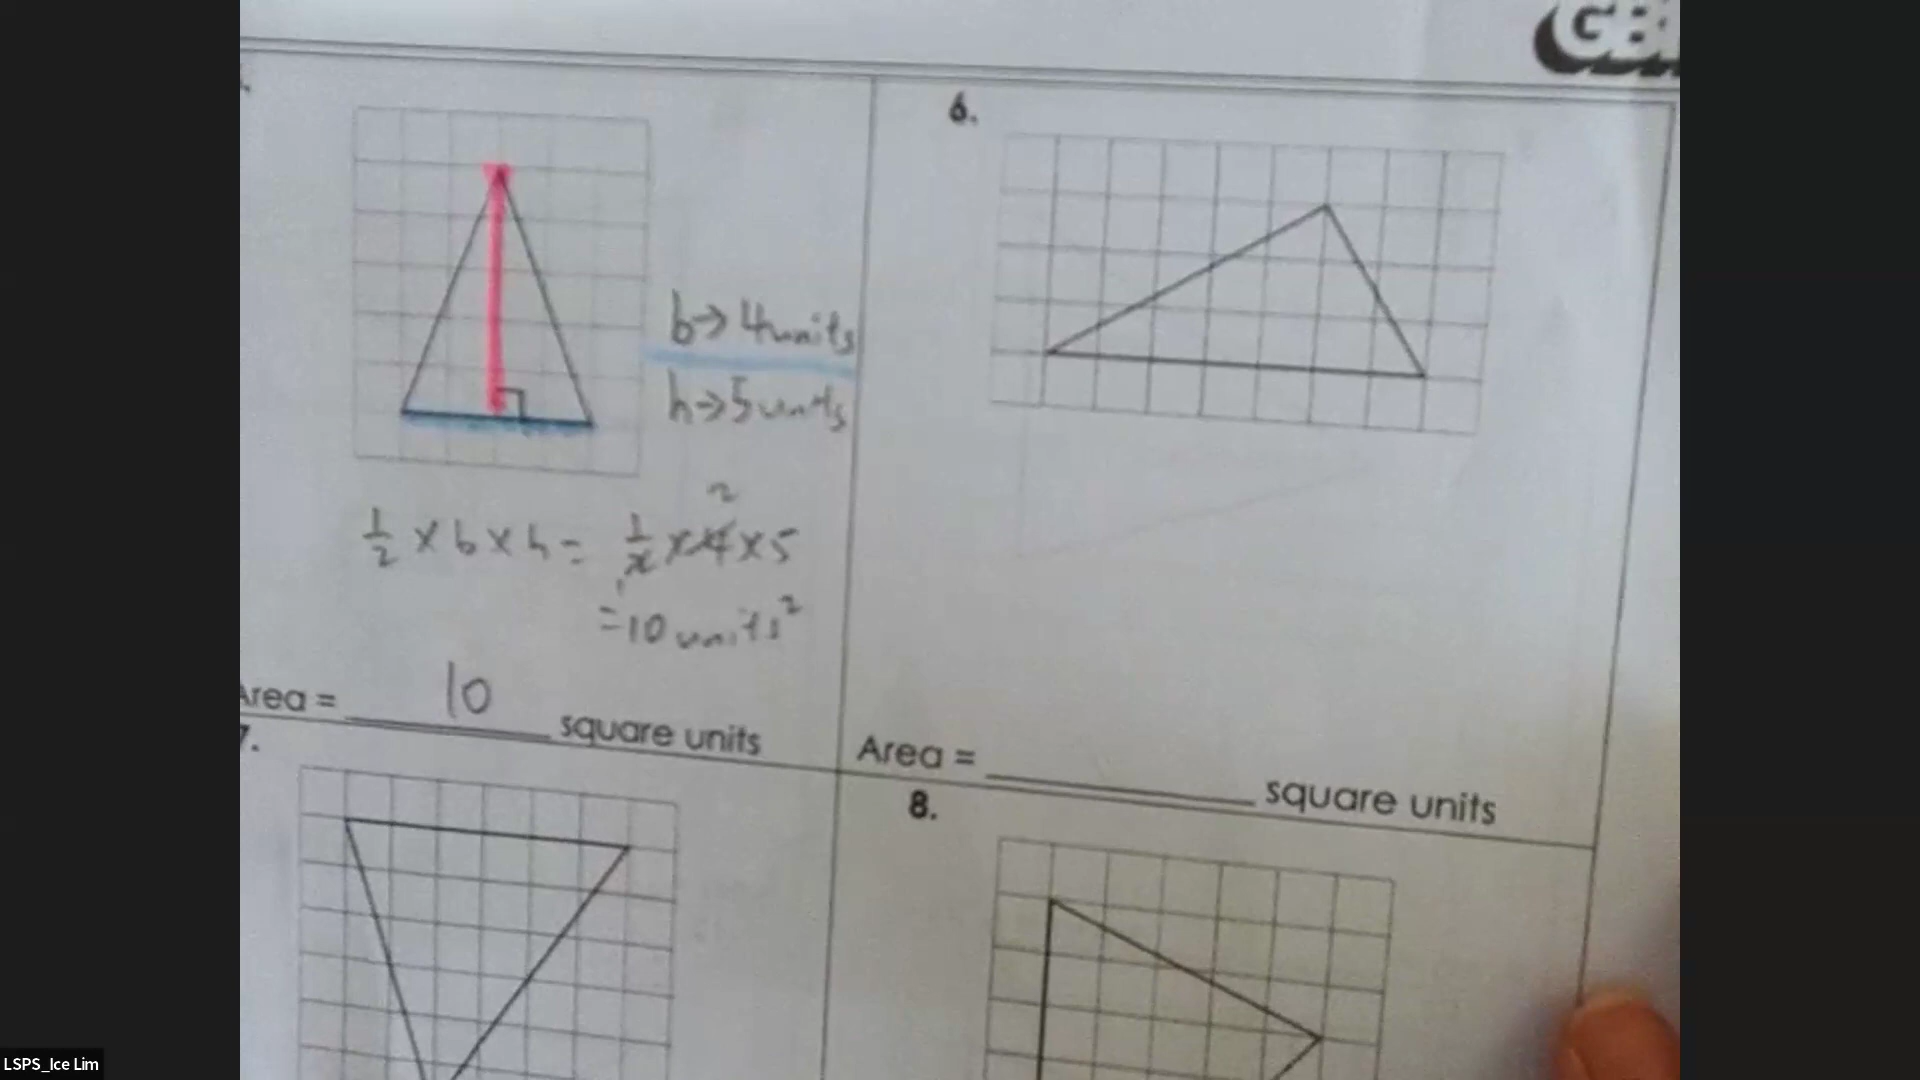 6.
b→4units
h→5units
1/2 × b × h = 1/2 × 4 × 5
2
= 10 units²
Area = 10 square units
Area = ____ square units
7.
8.
LSPS_Ice Lim